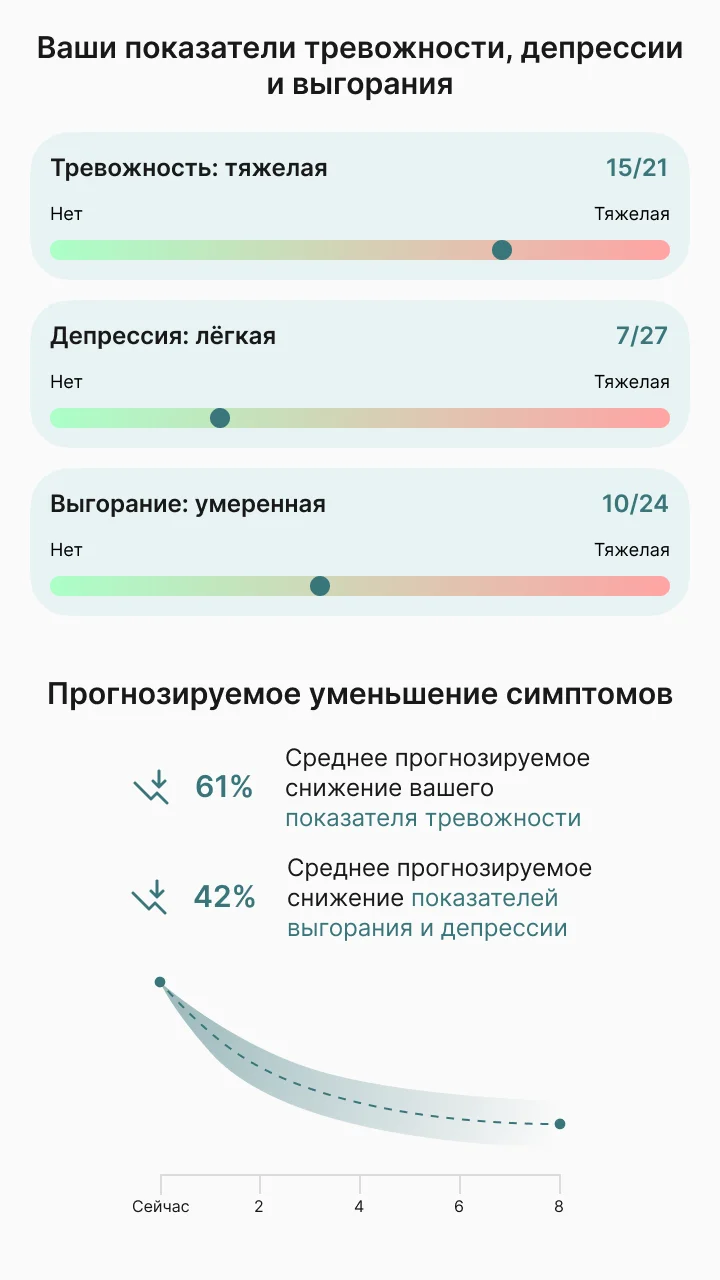 Ваши показатели тревожности, депрессии
и выгорания
Тревожность: тяжелая 15/21
Нет Тяжелая
Депрессия: лёгкая 7/27
Нет Тяжелая
Выгорание: умеренная 10/24
Нет Тяжелая
Прогнозируемое уменьшение симптомов
61%
Среднее прогнозируемое
снижение вашего
показателя тревожности
42%
Среднее прогнозируемое
снижение показателей
выгорания и депрессии
Сейчас 2 4 6 8